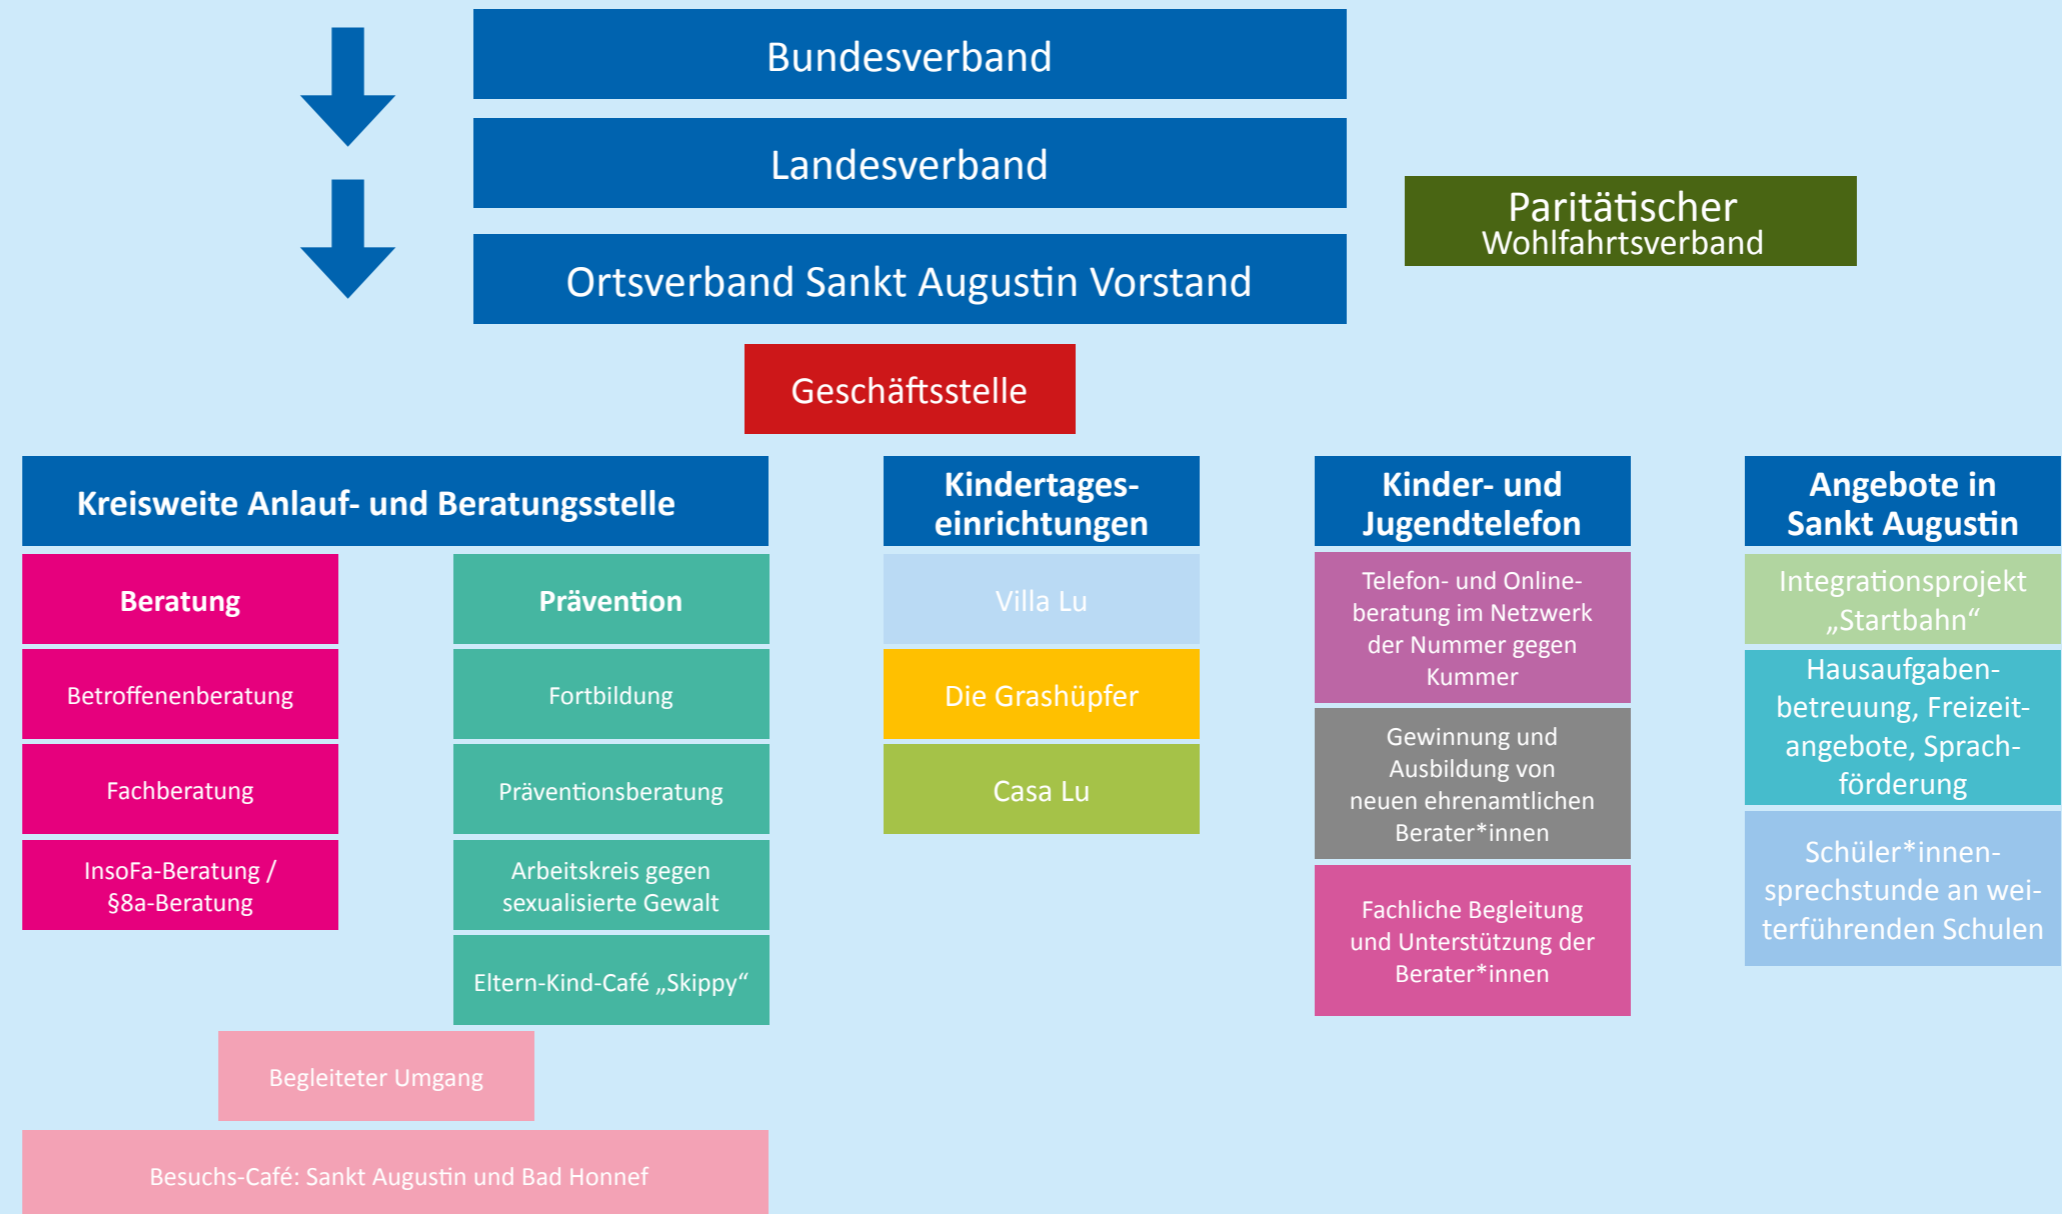 Bundesverband
Landesverband
Paritätischer
Wohlfahrtsverband
Ortsverband Sankt Augustin Vorstand
Geschäftsstelle
Kreisweite Anlauf- und Beratungsstelle
Beratung
Betroffenenberatung
Fachberatung
InsoFa-Beratung /
§8a-Beratung
Prävention
Fortbildung
Präventionsberatung
Arbeitskreis gegen
sexualisierte Gewalt
Eltern-Kind-Café „Skippy“
Begleiteter Umgang
Besuchs-Café: Sankt Augustin und Bad Honnef
Kindertages-
einrichtungen
Villa Lu
Die Grashüpfer
Casa Lu
Kinder- und
Jugendtelefon
Telefon- und Online-
beratung im Netzwerk
der Nummer gegen
Kummer
Gewinnung und
Ausbildung von
neuen ehrenamtlichen
Berater*innen
Fachliche Begleitung
und Unterstützung der
Berater*innen
Angebote in
Sankt Augustin
Integrationsprojekt
„Startbahn“
Hausaufgaben-
betreuung, Freizeit-
angebote, Sprach-
förderung
Schüler*innen-
sprechstunde an wei-
terführenden Schulen